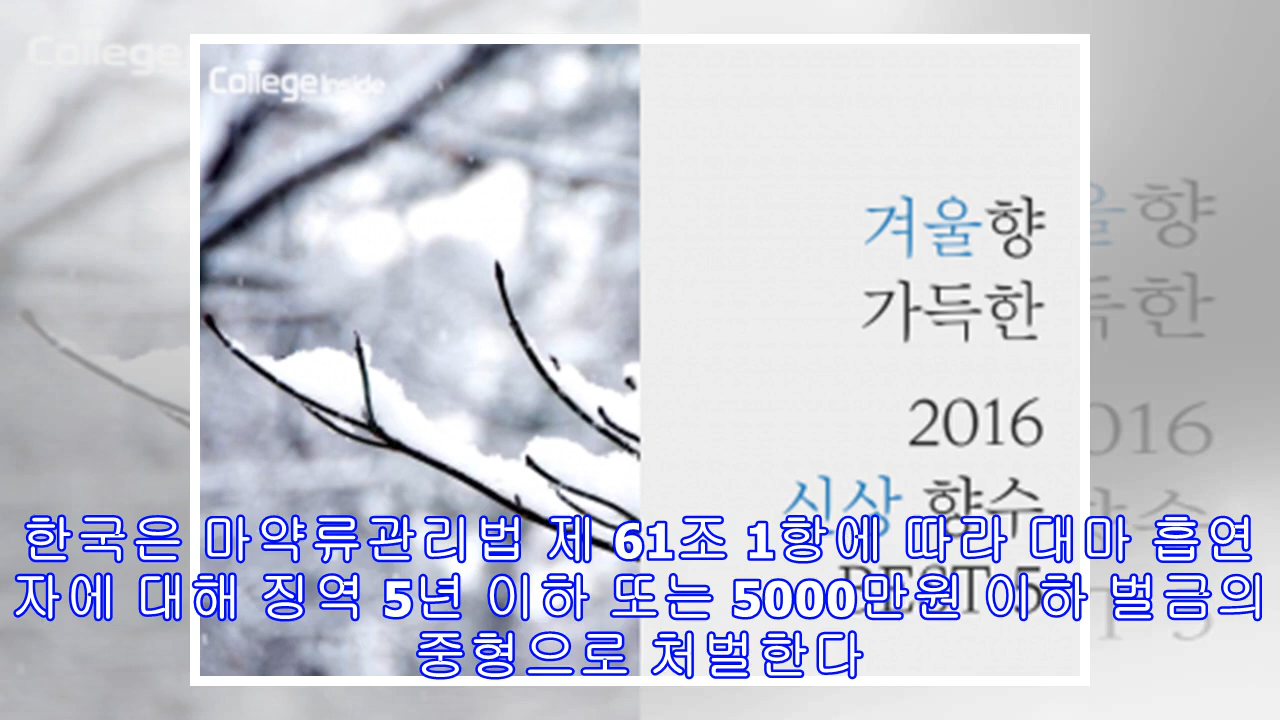 College Inside
겨울향
가득한
2016
신상 향수
BEST 5
한국은 마약류관리법 제 61조 1항에 따라 대마 흡연
자에 대해 징역 5년 이하 또는 5000만원 이하 벌금의
중형으로 처벌한다